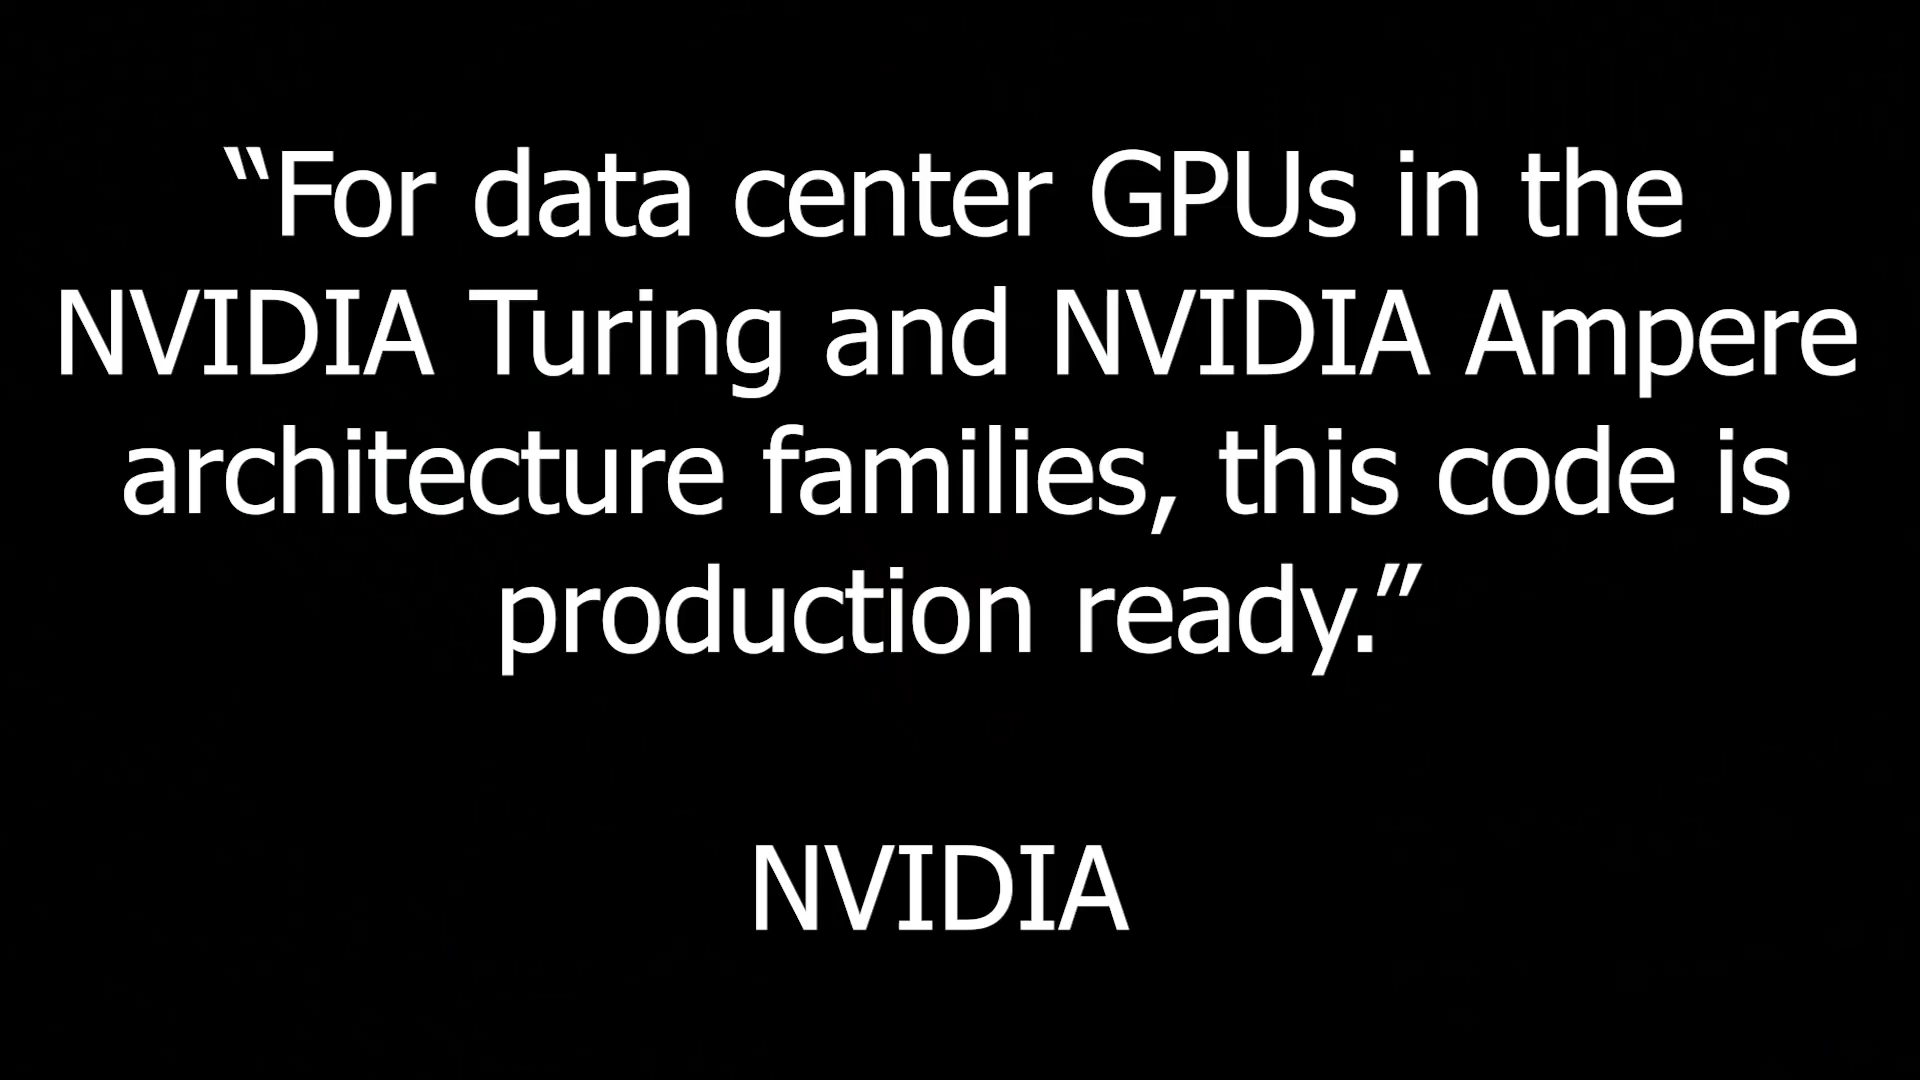 “For data center GPUs in the
NVIDIA Turing and NVIDIA Ampere
architecture families, this code is
production ready.”
NVIDIA